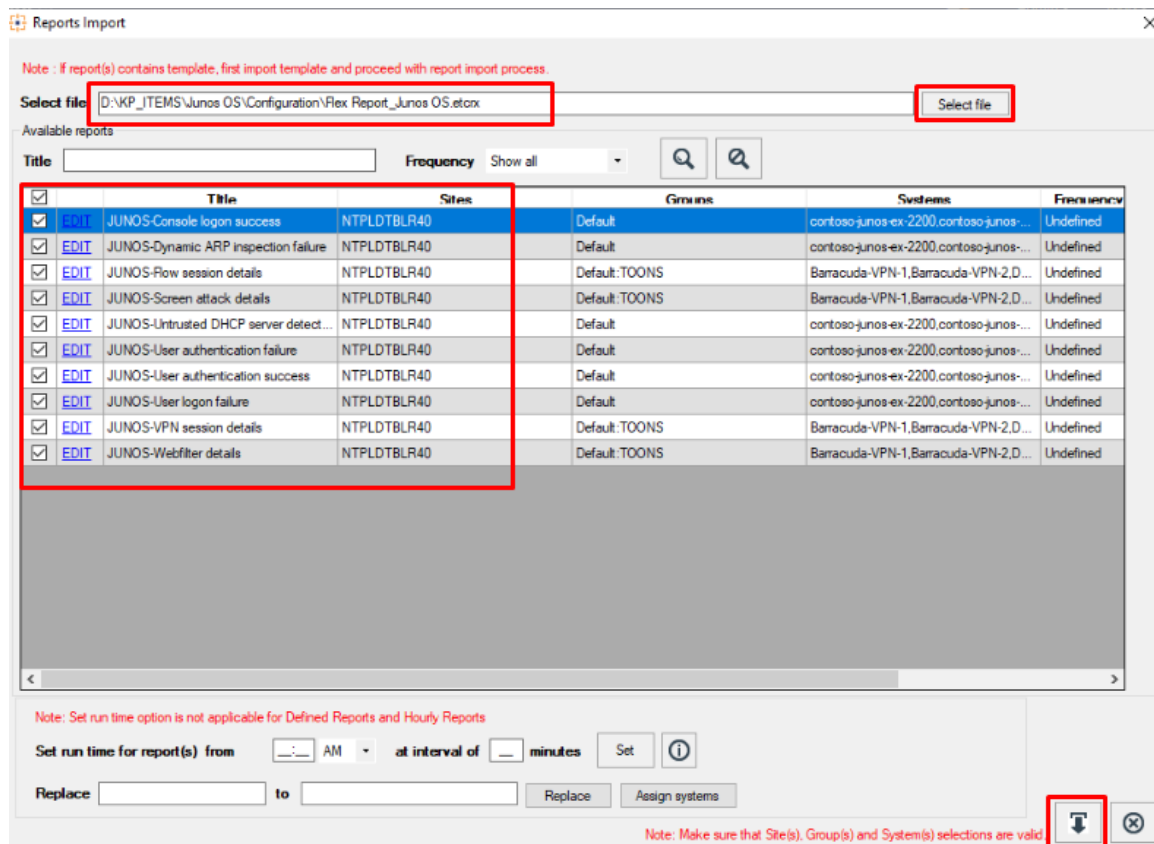 Reports Import
Note : If report(s) contains template, first import template and proceed with report import process.
Select file D:\KP_ITEMS\Junos OS\Configuration\Flex Report_Junos OS.etcrx Select file
Available reports
Title Frequency Show all
Title Sites Groups Systems Frequency
EDIT JUNOS-Console logon success NTPLDTBLR40 Default contoso-junos-ex-2200,contoso-junos-... Undefined
EDIT JUNOS-Dynamic ARP inspection failure NTPLDTBLR40 Default contoso-junos-ex-2200,contoso-junos-... Undefined
EDIT JUNOS-Flow session details NTPLDTBLR40 Default:TOONS Barracuda-VPN-1,Barracuda-VPN-2,D... Undefined
EDIT JUNOS-Screen attack details NTPLDTBLR40 Default:TOONS Barracuda-VPN-1,Barracuda-VPN-2,D... Undefined
EDIT JUNOS-Untrusted DHCP server detect... NTPLDTBLR40 Default contoso-junos-ex-2200,contoso-junos-... Undefined
EDIT JUNOS-User authentication failure NTPLDTBLR40 Default contoso-junos-ex-2200,contoso-junos-... Undefined
EDIT JUNOS-User authentication success NTPLDTBLR40 Default contoso-junos-ex-2200,contoso-junos-... Undefined
EDIT JUNOS-User logon failure NTPLDTBLR40 Default contoso-junos-ex-2200,contoso-junos-... Undefined
EDIT JUNOS-VPN session details NTPLDTBLR40 Default:TOONS Barracuda-VPN-1,Barracuda-VPN-2,D... Undefined
EDIT JUNOS-Webfilter details NTPLDTBLR40 Default:TOONS Barracuda-VPN-1,Barracuda-VPN-2,D... Undefined
Note: Set run time option is not applicable for Defined Reports and Hourly Reports
Set run time for report(s) from __:__ AM at interval of __ minutes Set
Replace to Replace Assign systems
Note: Make sure that Site(s), Group(s) and System(s) selections are valid.